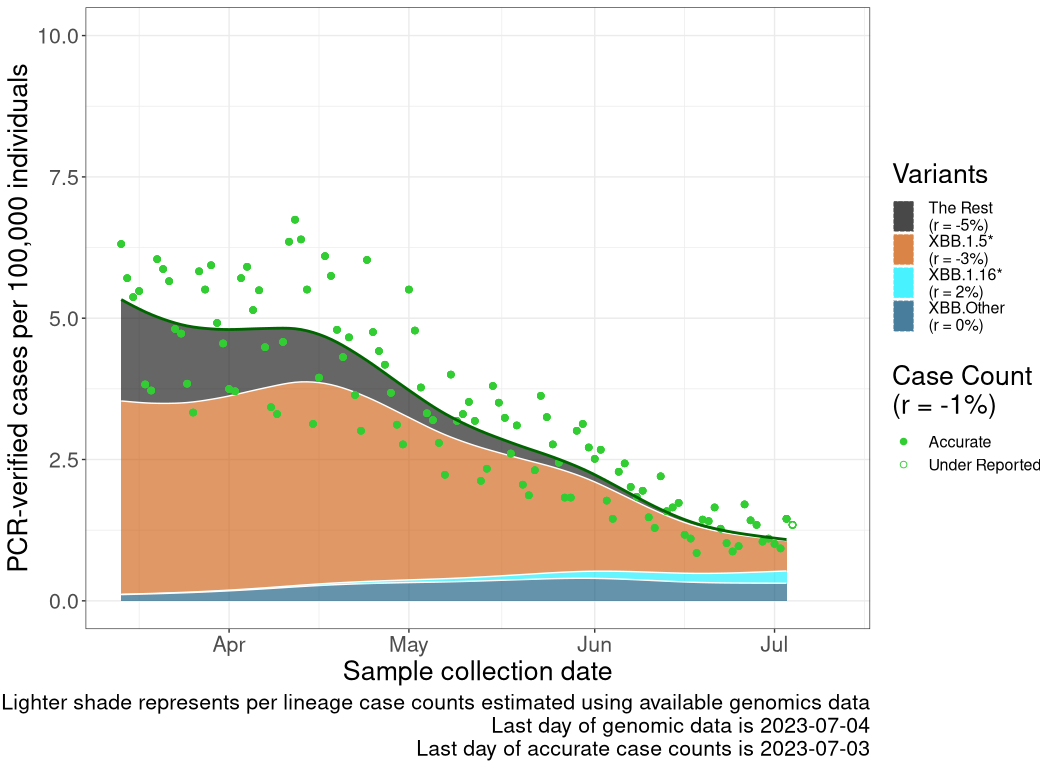 PCR-verified cases per 100,000 individuals
10.0
7.5
5.0
2.5
0.0
Apr
May
Jun
Jul
Sample collection date
Variants
The Rest
(r = -5%)
XBB.1.5*
(r = -3%)
XBB.1.16*
(r = 2%)
XBB.Other
(r = 0%)
Case Count
(r = -1%)
Accurate
Under Reported
Lighter shade represents per lineage case counts estimated using available genomics data
Last day of genomic data is 2023-07-04
Last day of accurate case counts is 2023-07-03